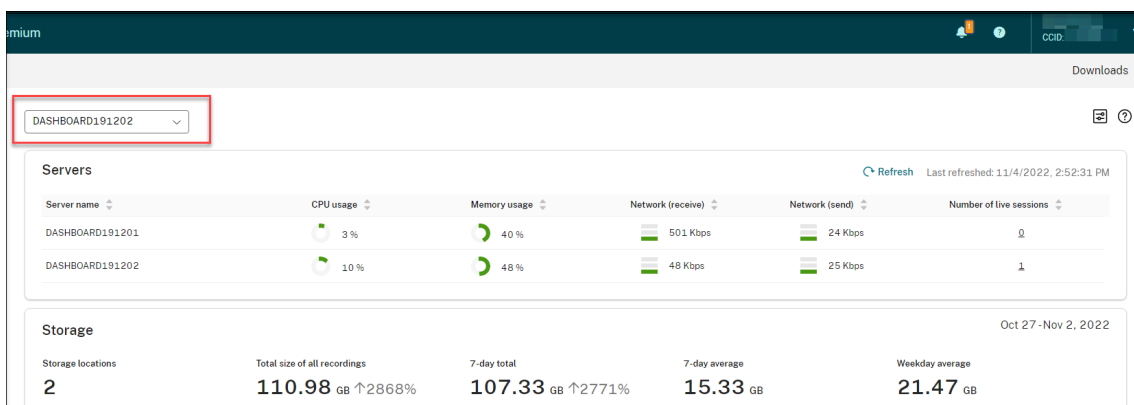 emium
1
?
CCID:
Downloads
DASHBOARD191202
?
Servers
Refresh Last refreshed: 11/4/2022, 2:52:31 PM
Server name CPU usage Memory usage Network (receive) Network (send) Number of live sessions
DASHBOARD191201 3 % 40 % 501 Kbps 24 Kbps 0
DASHBOARD191202 10 % 48 % 48 Kbps 25 Kbps 1
Storage Oct 27 - Nov 2, 2022
Storage locations Total size of all recordings 7-day total 7-day average Weekday average
2 110.98 GB ↑2868% 107.33 GB ↑2771% 15.33 GB 21.47 GB